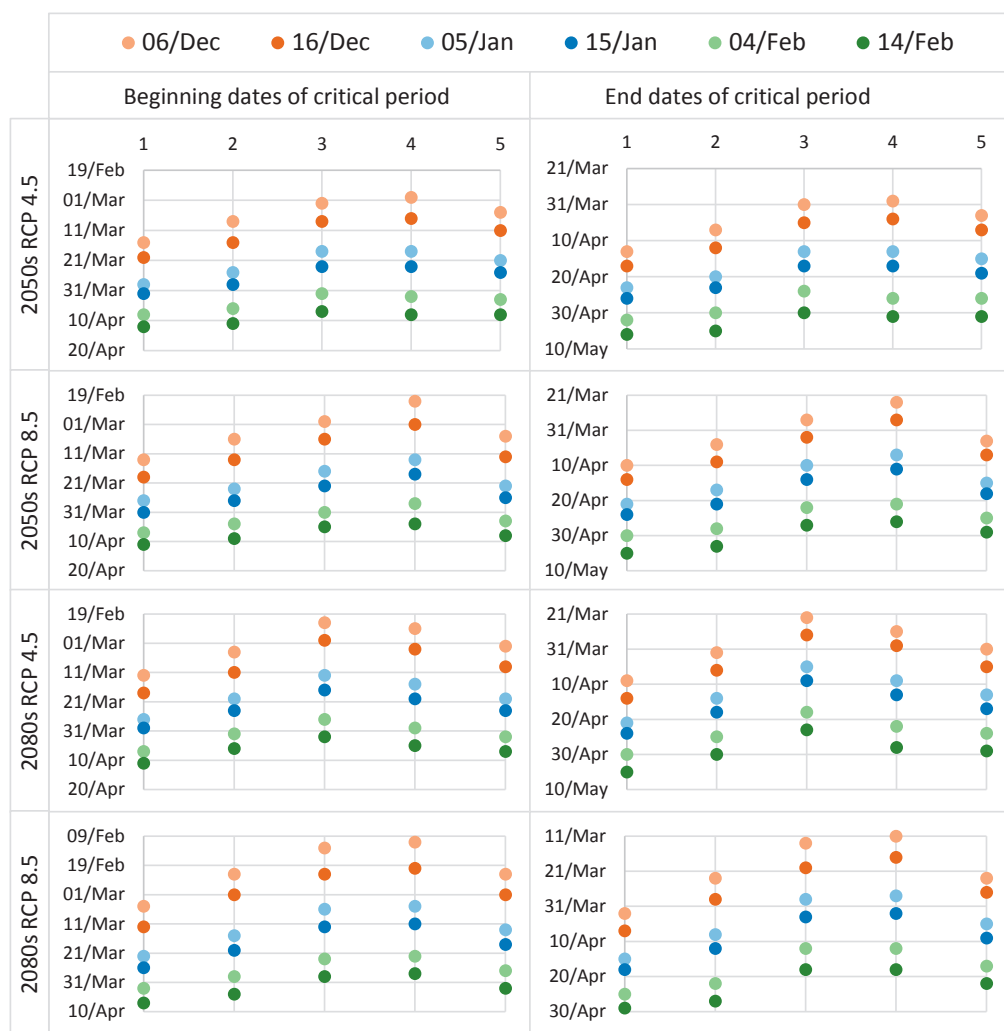 06/Dec 16/Dec 05/Jan 15/Jan 04/Feb 14/Feb
Beginning dates of critical period End dates of critical period
2050s RCP 4.5
1 2 3 4 5
19/Feb
01/Mar
11/Mar
21/Mar
31/Mar
10/Apr
20/Apr
1 2 3 4 5
21/Mar
31/Mar
10/Apr
20/Apr
30/Apr
10/May
2050s RCP 8.5
19/Feb
01/Mar
11/Mar
21/Mar
31/Mar
10/Apr
20/Apr
21/Mar
31/Mar
10/Apr
20/Apr
30/Apr
10/May
2080s RCP 4.5
19/Feb
01/Mar
11/Mar
21/Mar
31/Mar
10/Apr
20/Apr
21/Mar
31/Mar
10/Apr
20/Apr
30/Apr
10/May
2080s RCP 8.5
09/Feb
19/Feb
01/Mar
11/Mar
21/Mar
31/Mar
10/Apr
11/Mar
21/Mar
31/Mar
10/Apr
20/Apr
30/Apr